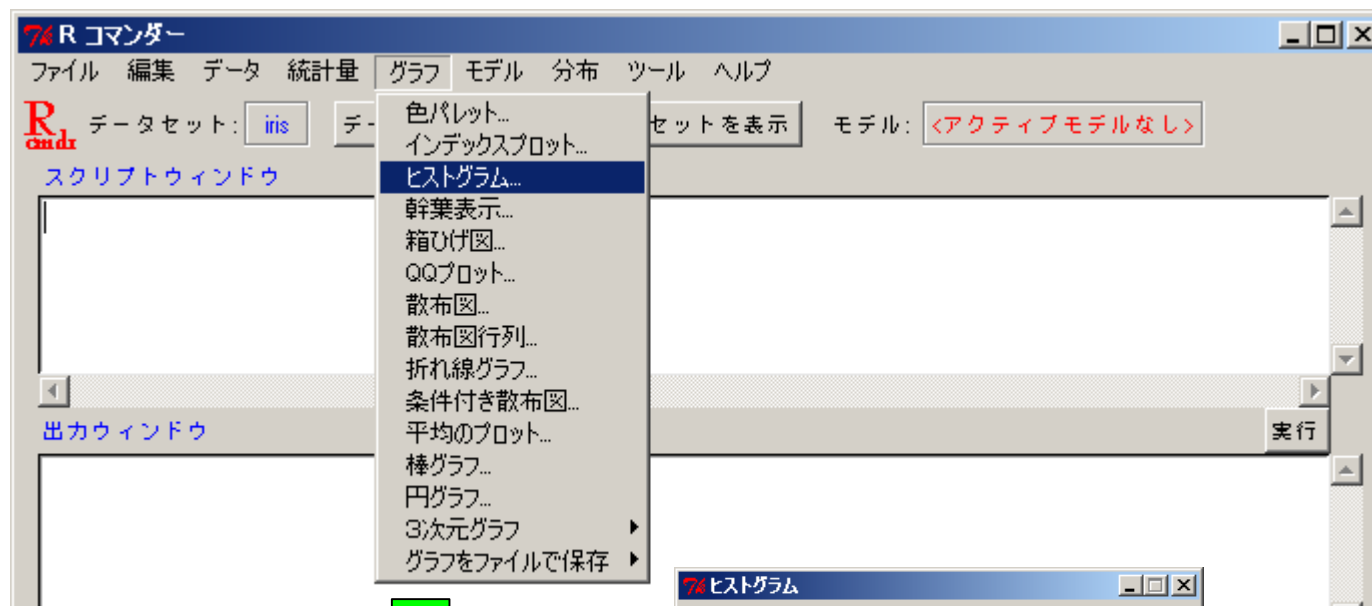 R コマンダー
ファイル 編集 データ 統計量 グラフ モデル 分布 ツール ヘルプ
Rcmdr データセット: iris デー セットを表示 モデル: <アクティブモデルなし>
色パレット...
インデックスプロット...
スクリプトウィンドウ
ヒストグラム...
幹葉表示...
箱ひげ図...
QQプロット...
散布図...
散布図行列...
折れ線グラフ...
条件付き散布図...
出力ウィンドウ
平均のプロット...
実行
棒グラフ...
円グラフ...
3次元グラフ
グラフをファイルで保存
ヒストグラム